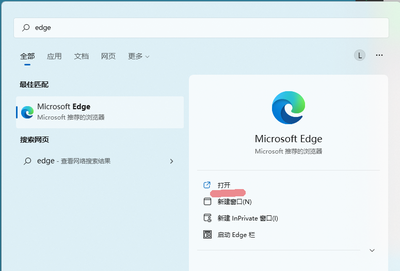 edge
全部 应用 文档 网页 更多
L
最佳匹配
Microsoft Edge
Microsoft 推荐的浏览器
搜索网页
edge - 查看网络搜索结果
Microsoft Edge
Microsoft 推荐的浏览器
打开
新建窗口(N)
新建 InPrivate 窗口(I)
启动 Edge 栏